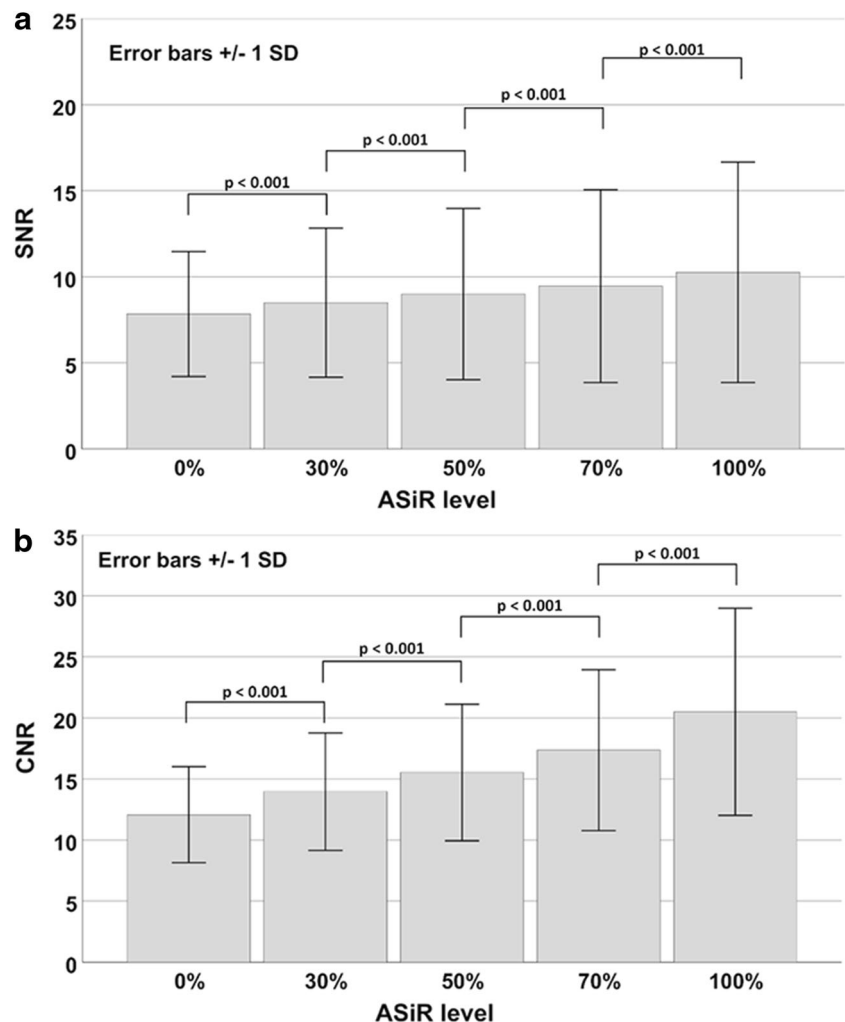 a
25
Error bars +/- 1 SD
p < 0.001
p < 0.001
20
p < 0.001
15
p < 0.001
SNR
10
5
0
0% 30% 50% 70% 100%
ASiR level
b
35
Error bars +/- 1 SD
p < 0.001
30
p < 0.001
25
p < 0.001
p < 0.001
20
CNR
15
10
5
0
0% 30% 50% 70% 100%
ASiR level